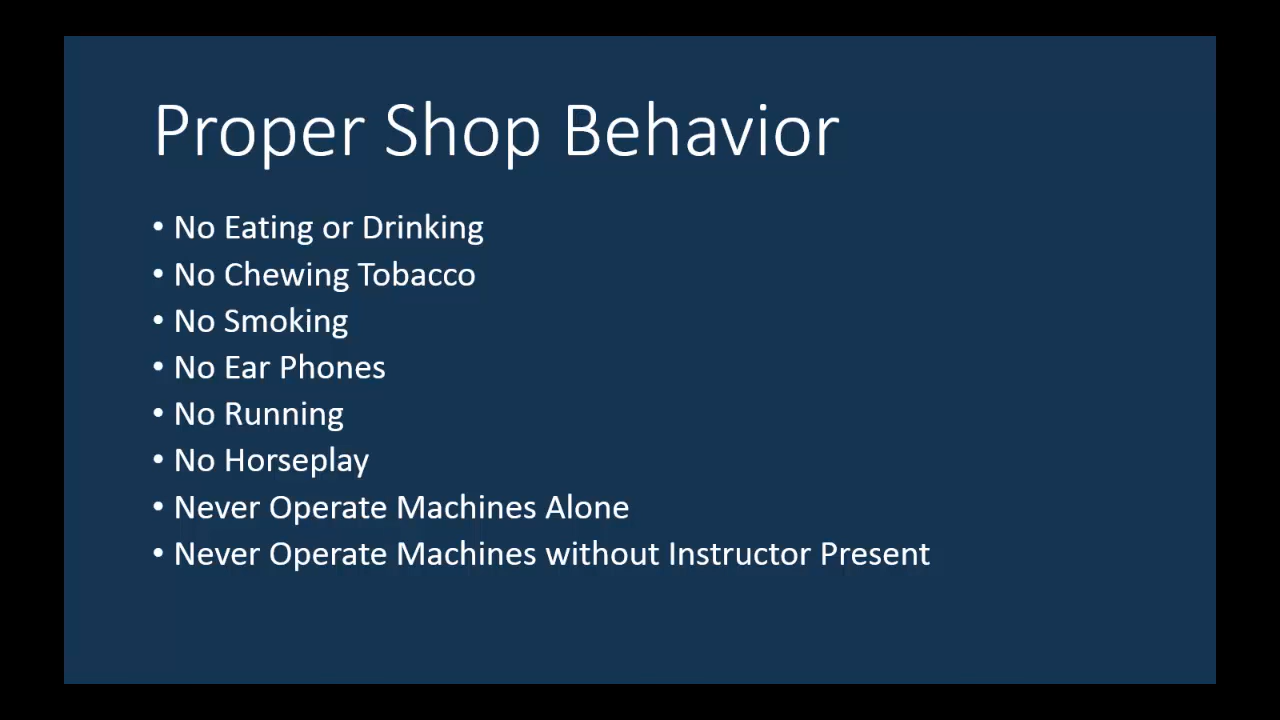 Proper Shop Behavior
• No Eating or Drinking
• No Chewing Tobacco
• No Smoking
• No Ear Phones
• No Running
• No Horseplay
• Never Operate Machines Alone
• Never Operate Machines without Instructor Present